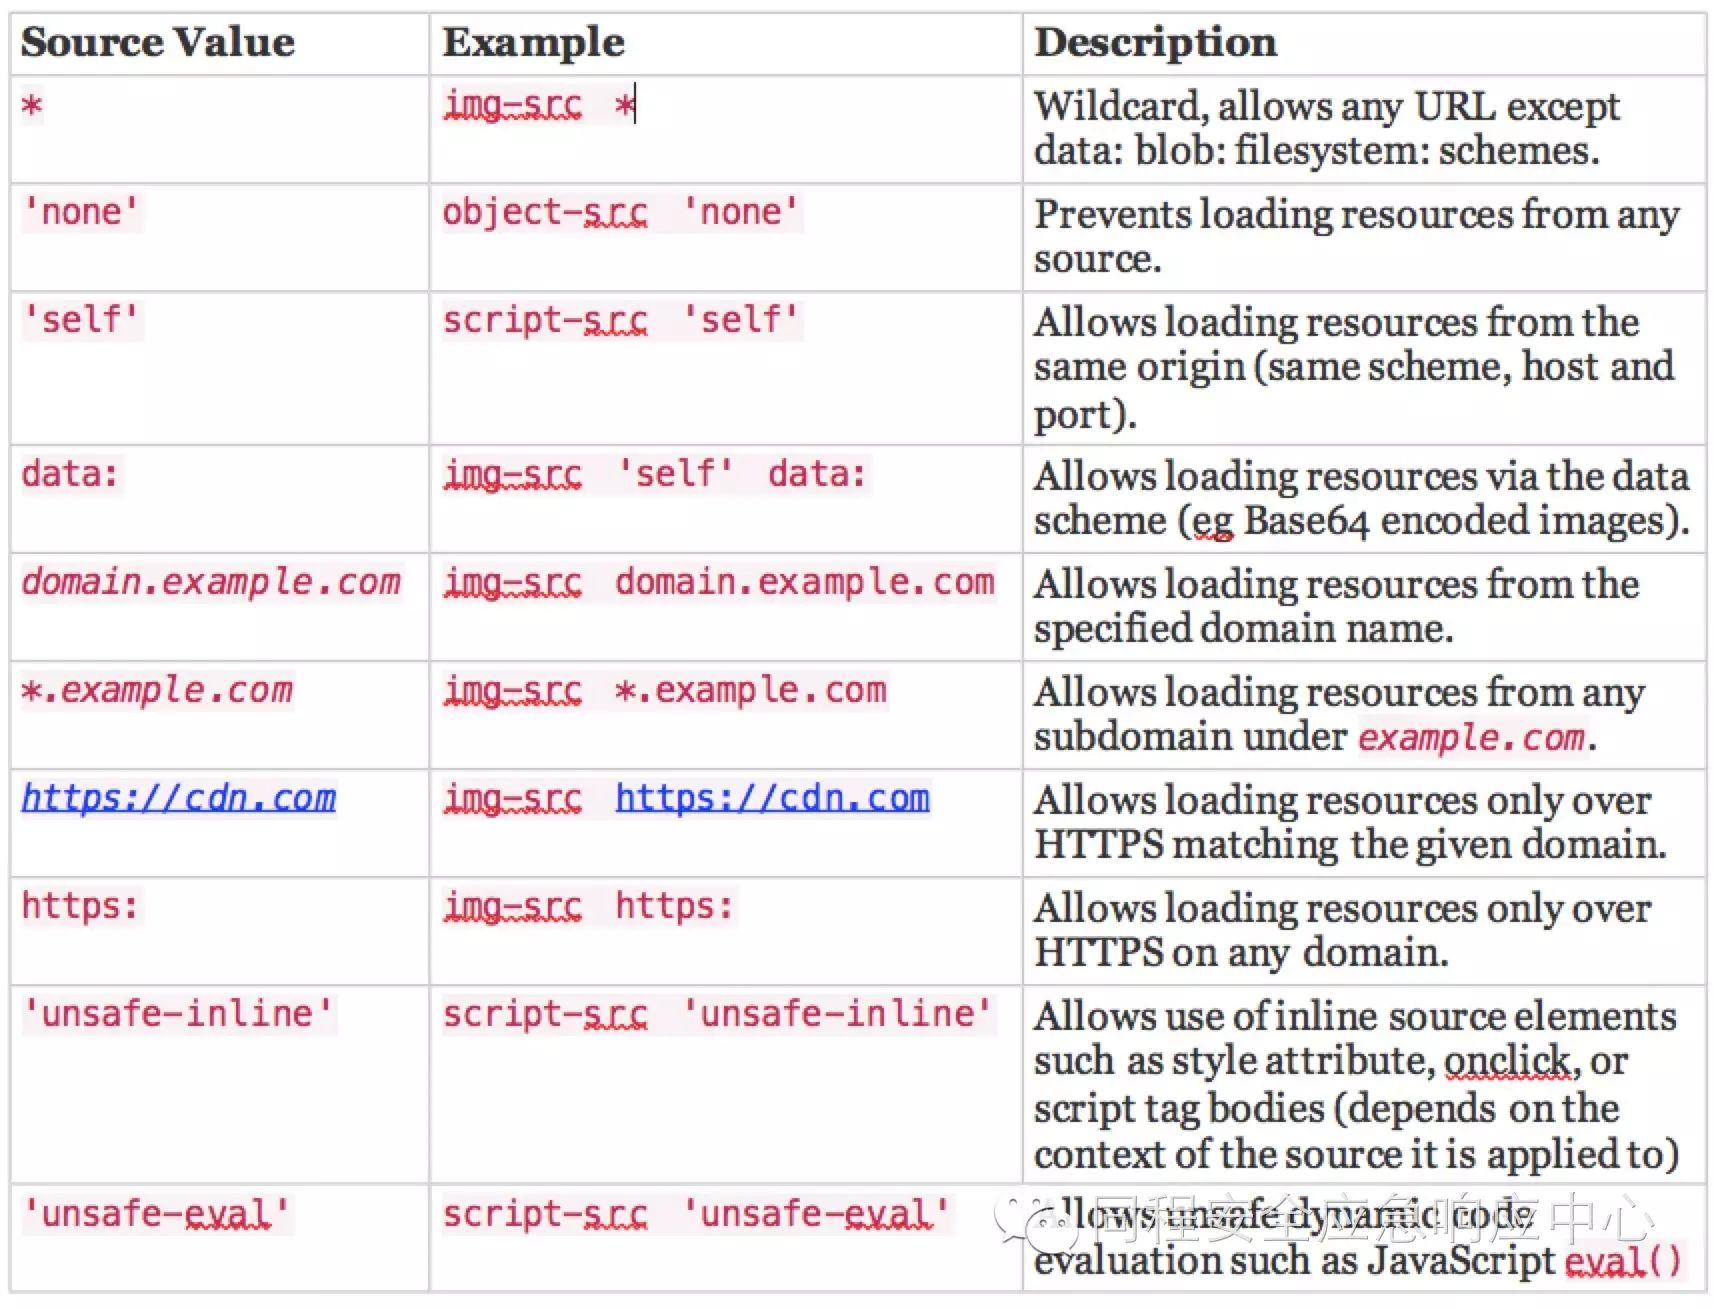 Source Value Example Description
* img-src * Wildcard, allows any URL except
data: blob: filesystem: schemes.
'none' object-src 'none' Prevents loading resources from any
source.
'self' script-src 'self' Allows loading resources from the
same origin (same scheme, host and
port).
data: img-src 'self' data: Allows loading resources via the data
scheme (eg Base64 encoded images).
domain.example.com img-src domain.example.com Allows loading resources from the
specified domain name.
*.example.com img-src *.example.com Allows loading resources from any
subdomain under example.com.
https://cdn.com img-src https://cdn.com Allows loading resources only over
HTTPS matching the given domain.
https: img-src https: Allows loading resources only over
HTTPS on any domain.
'unsafe-inline' script-src 'unsafe-inline' Allows use of inline source elements
such as style attribute, onclick, or
script tag bodies (depends on the
context of the source it is applied to)
'unsafe-eval' script-src 'unsafe-eval' Allows unsafe dynamic code
evaluation such as JavaScript eval()
同程安全应急响应中心